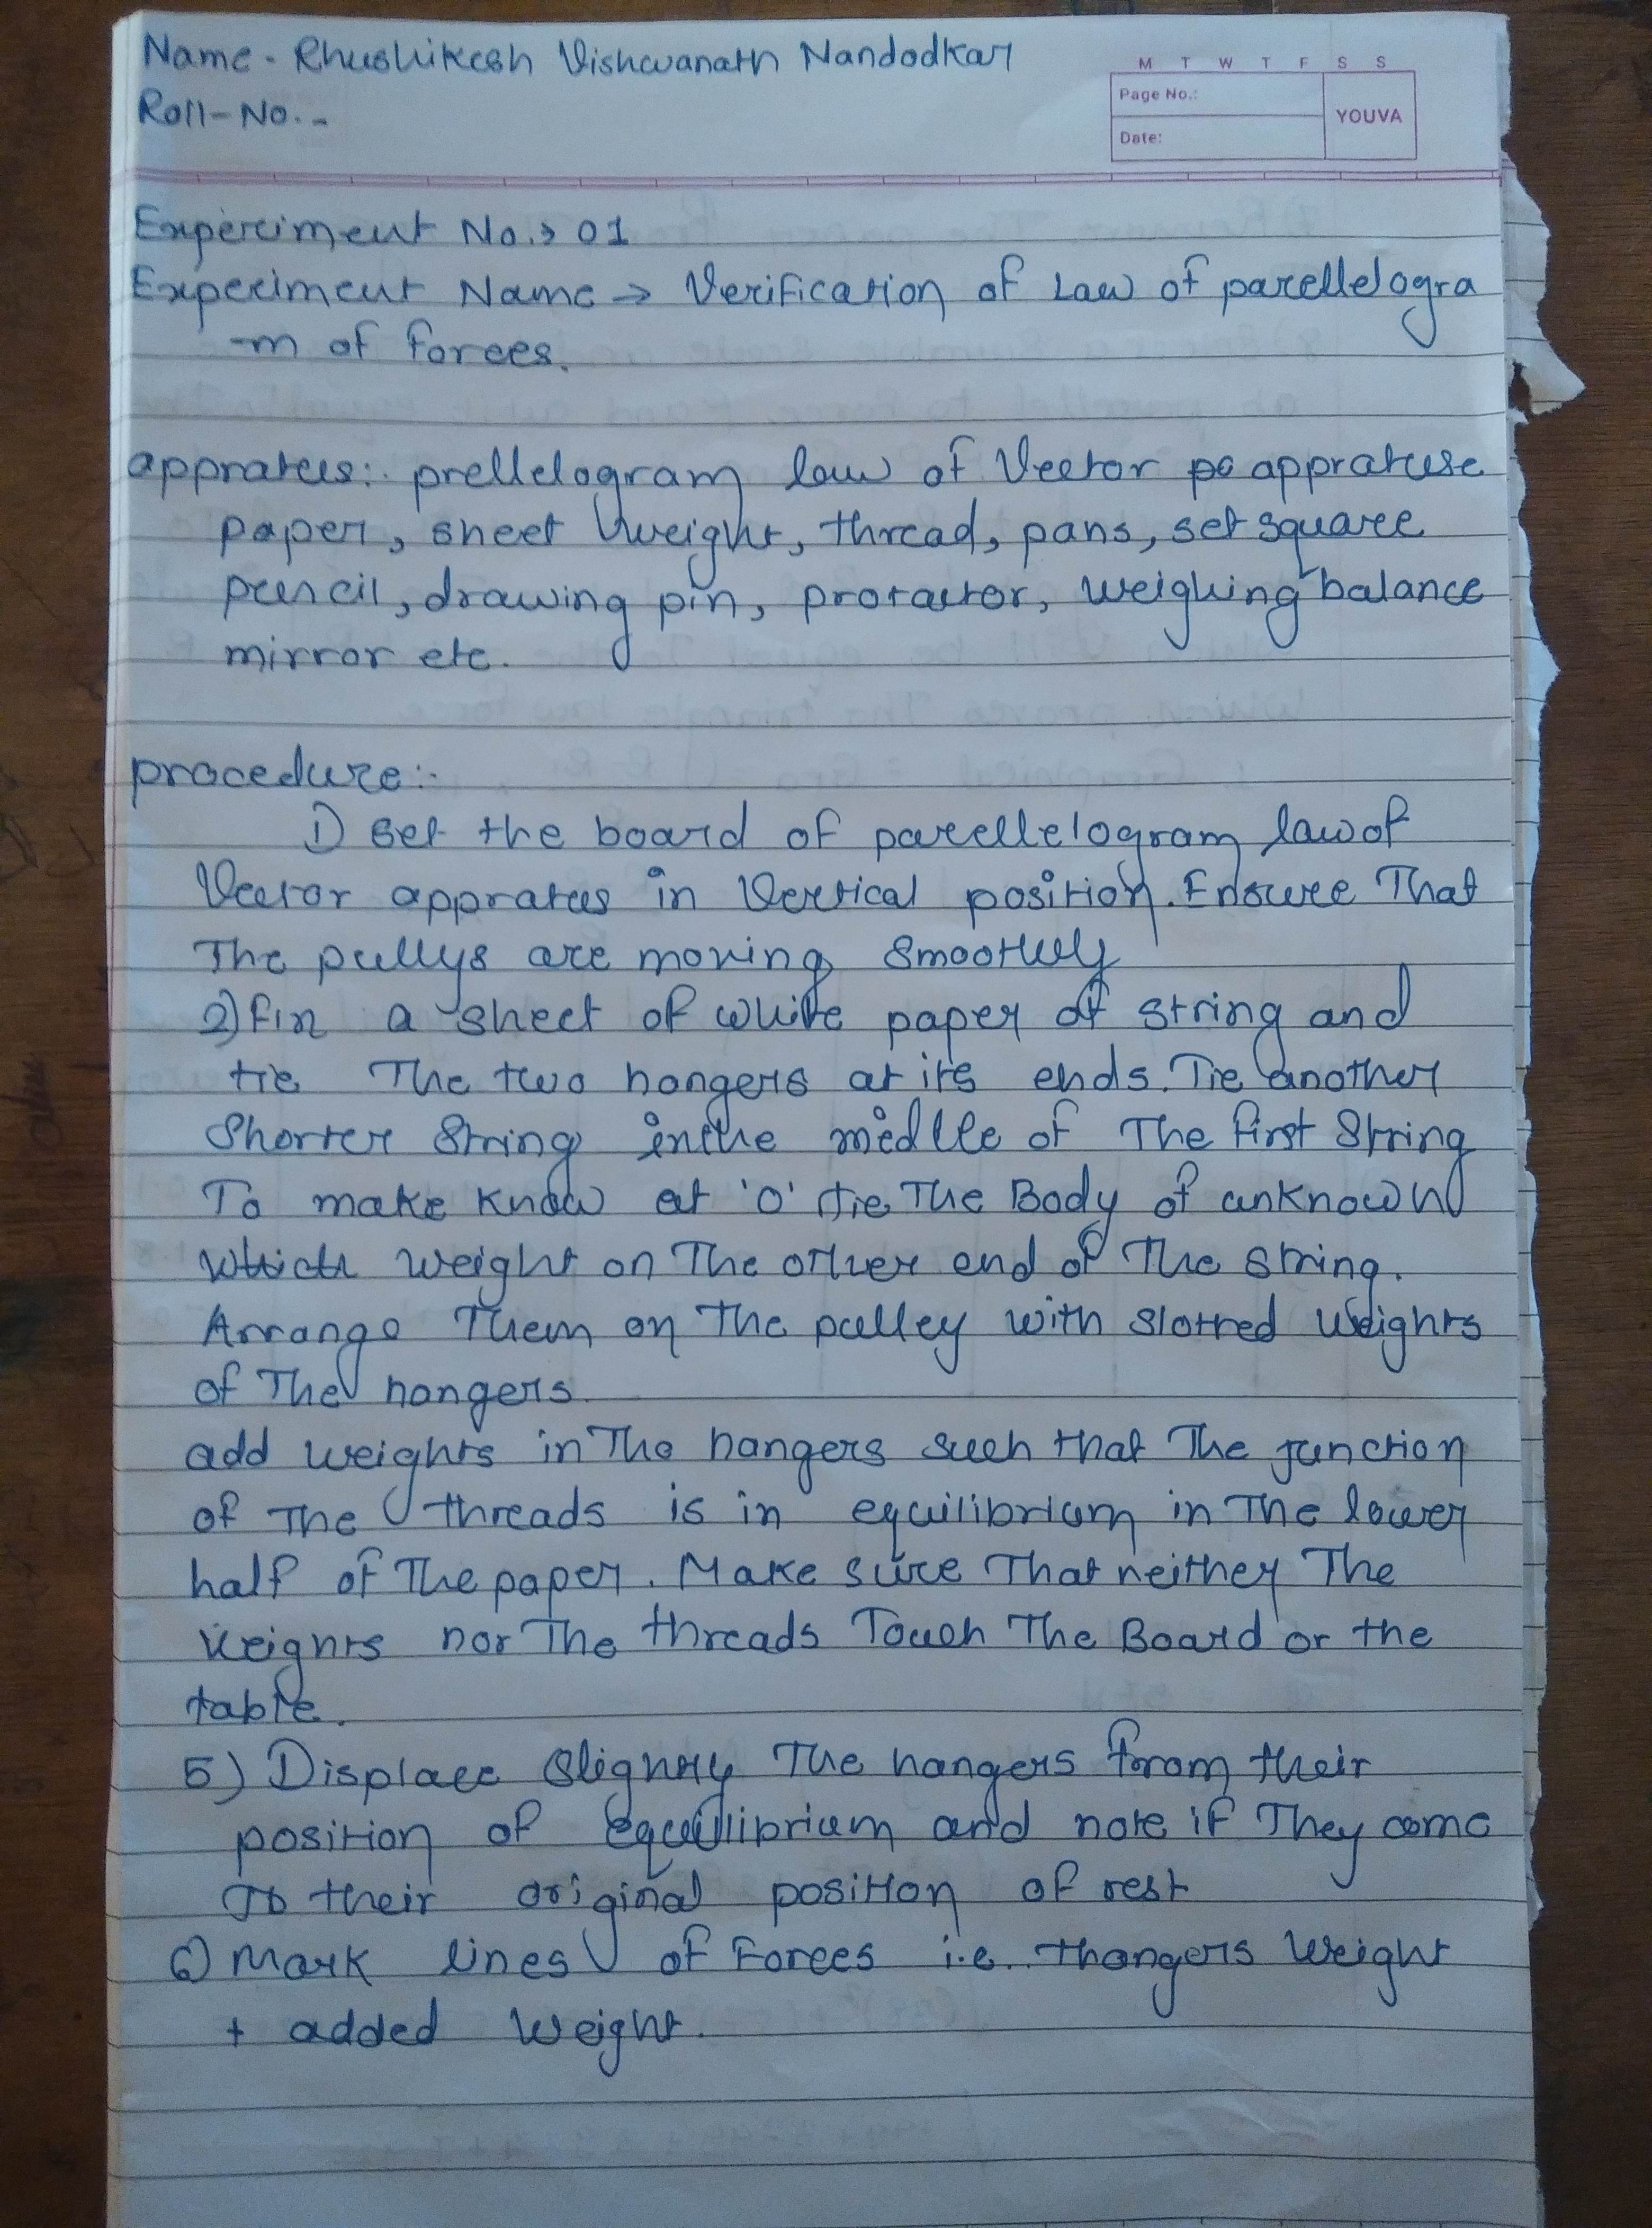 Name - Rhushikesh Vishwanath Nandodkar
Roll-No. -
M T W T F S S
Page No.:
YOUVA
Date:
Experiment No. → 01
Experiment Name → Verification of Law of parellelogra
-m of forces.
appratus:- prellelogram law of Vector appratuse
paper, sheet weight, thread, pans, set square
pencil, drawing pin, protactor, weighing balance
mirror etc.
procedure:-
1) Set the board of parellelogram law of
Vector appratus in Vertical position. Ensure That
The pullys are moving Smoothly
2) fin a sheet of white paper of string and
tie The two hangers at its ends. Tie another
Shorter String in the middle of The first String
To make know at 'O' tie The Body of unknown
weight on The other end of The string.
Arrange Them on The pulley with Slotted Weights
of The hangers.
add weights in The hangers such that The junction
of The threads is in equilibrium in The lower
half of The paper. Make sure That neither The
Weights nor The threads Touch The Board or the
table.
5) Displace Slightly The hangers foram their
position of equilibrium and note if They come
To their original position of rest
6) Mark lines of Forces i.e. thangers Weight
+ added Weight.